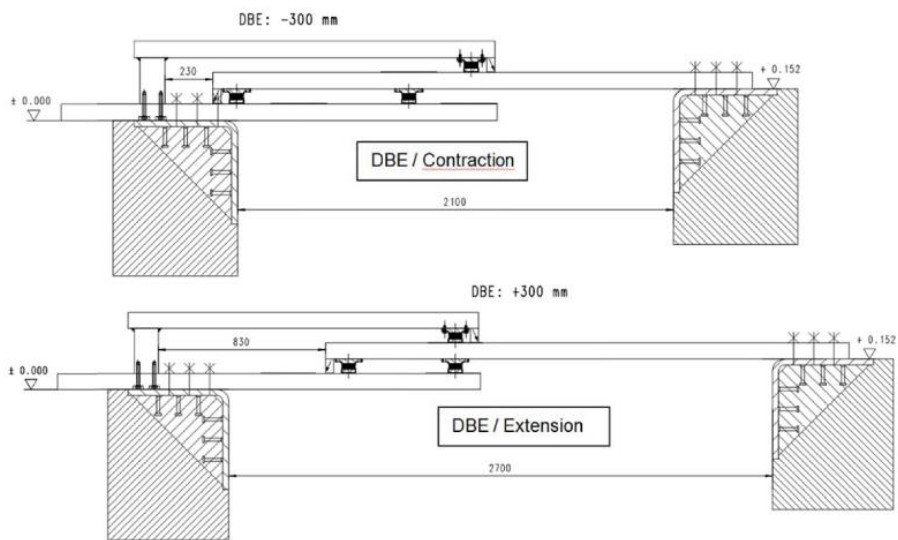 DBE: -300 mm
230
± 0.000
+ 0.152
DBE / Contraction
2100
DBE: +300 mm
830
± 0.000
+ 0.152
DBE / Extension
2700